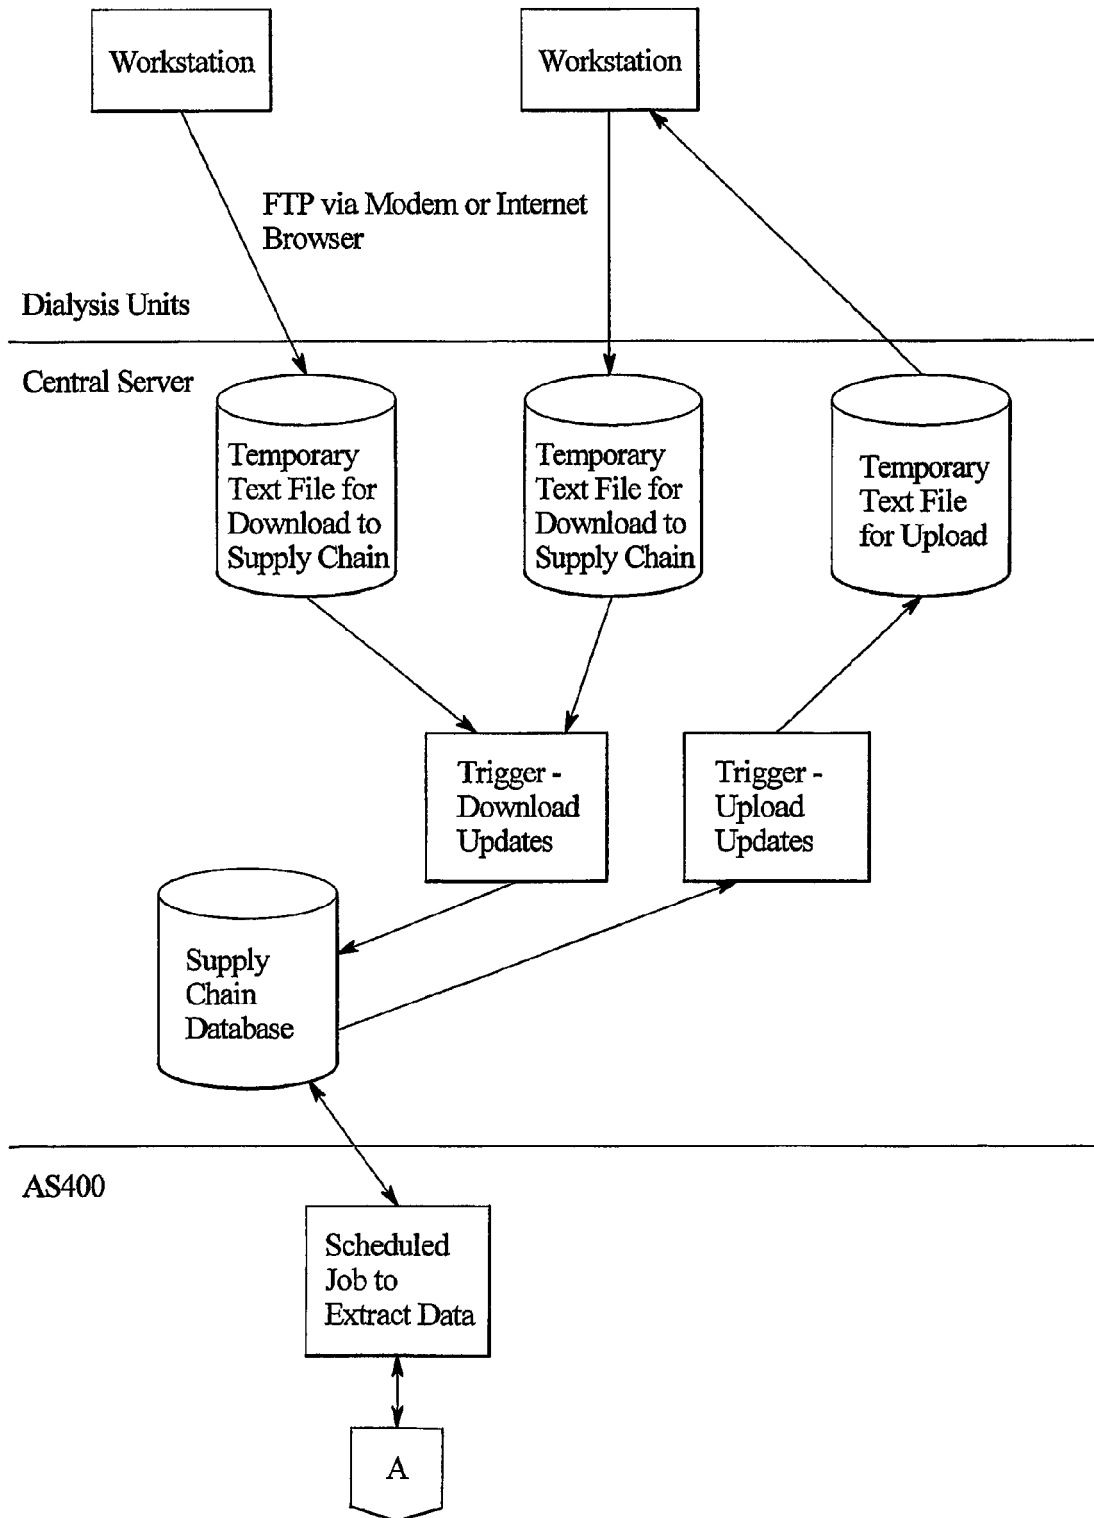 Workstation
Workstation
FTP via Modem or Internet
Browser
Dialysis Units
Central Server
Temporary
Text File for
Download to
Supply Chain
Temporary
Text File for
Download to
Supply Chain
Temporary
Text File
for Upload
Trigger -
Download
Updates
Trigger -
Upload
Updates
Supply
Chain
Database
AS400
Scheduled
Job to
Extract Data
A